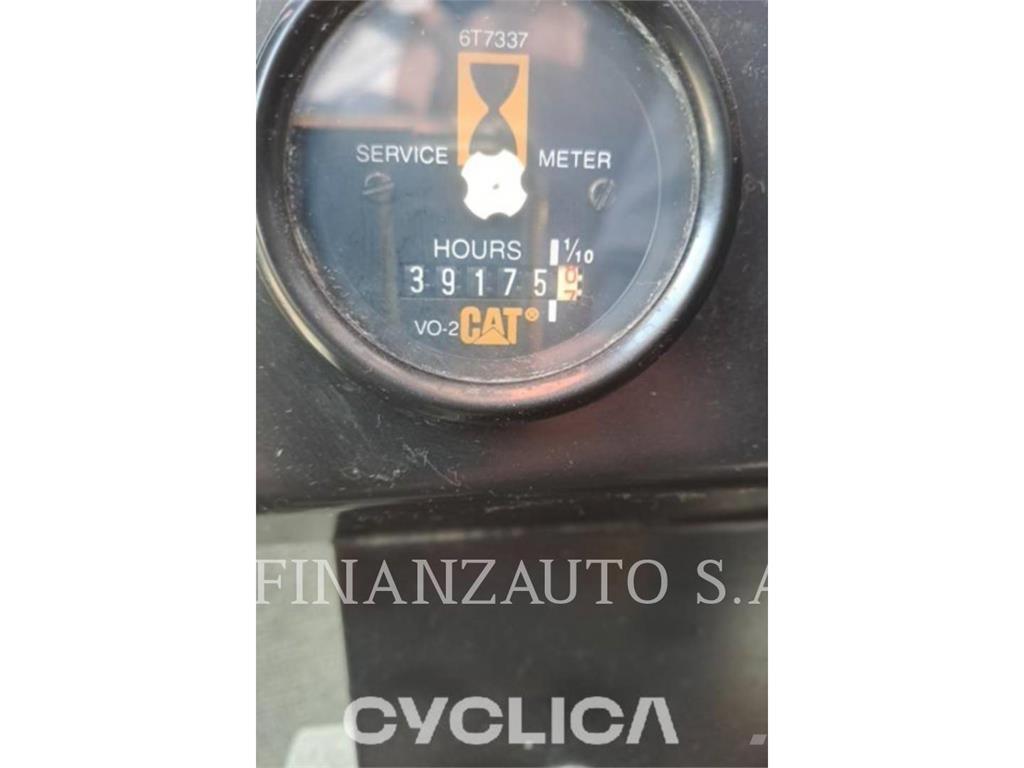 6T7337
SERVICE METER
HOURS 1/10
39175
VO-2 CAT®
FINANZAUTO S.A
CYCLICA